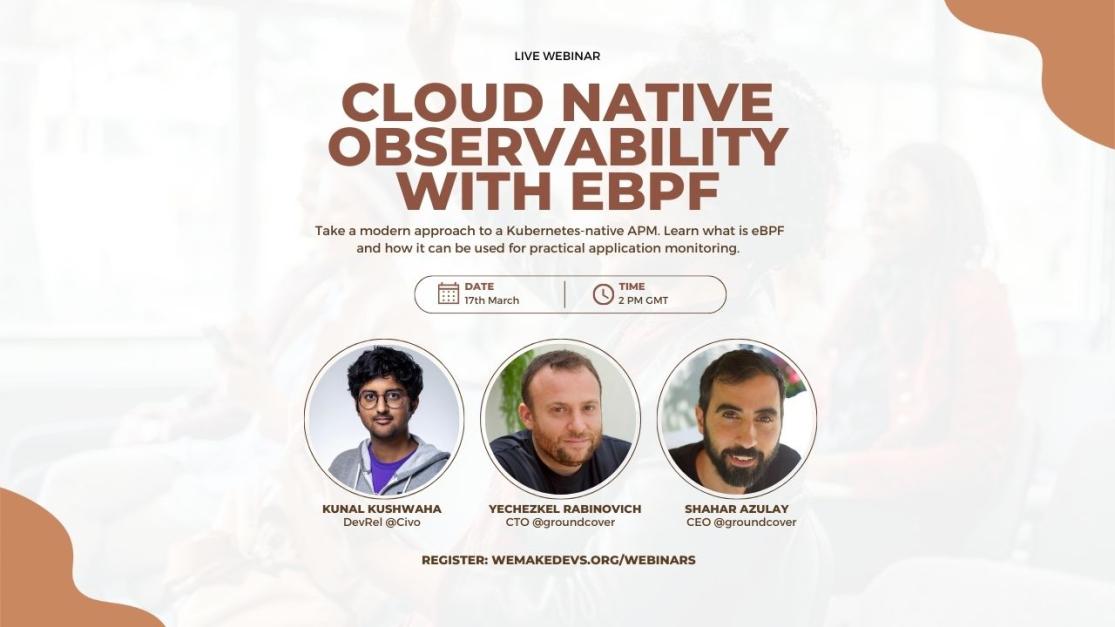 LIVE WEBINAR
CLOUD NATIVE
OBSERVABILITY
WITH EBPF
Take a modern approach to a Kubernetes-native APM. Learn what is eBPF
and how it can be used for practical application monitoring.
DATE
17th March
TIME
2 PM GMT
KUNAL KUSHWAHA
DevRel @Civo
YECHEZKEL RABINOVICH
CTO @groundcover
SHAHAR AZULAY
CEO @groundcover
REGISTER: WEMAKEDEVS.ORG/WEBINARS